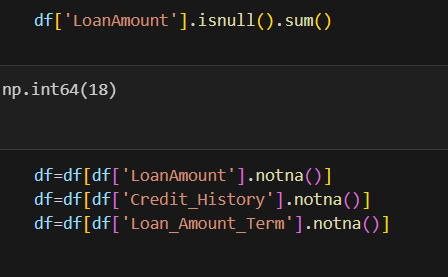 df['LoanAmount'].isnull().sum()
np.int64(18)
df=df[df['LoanAmount'].notna()]
df=df[df['Credit_History'].notna()]
df=df[df['Loan_Amount_Term'].notna()]